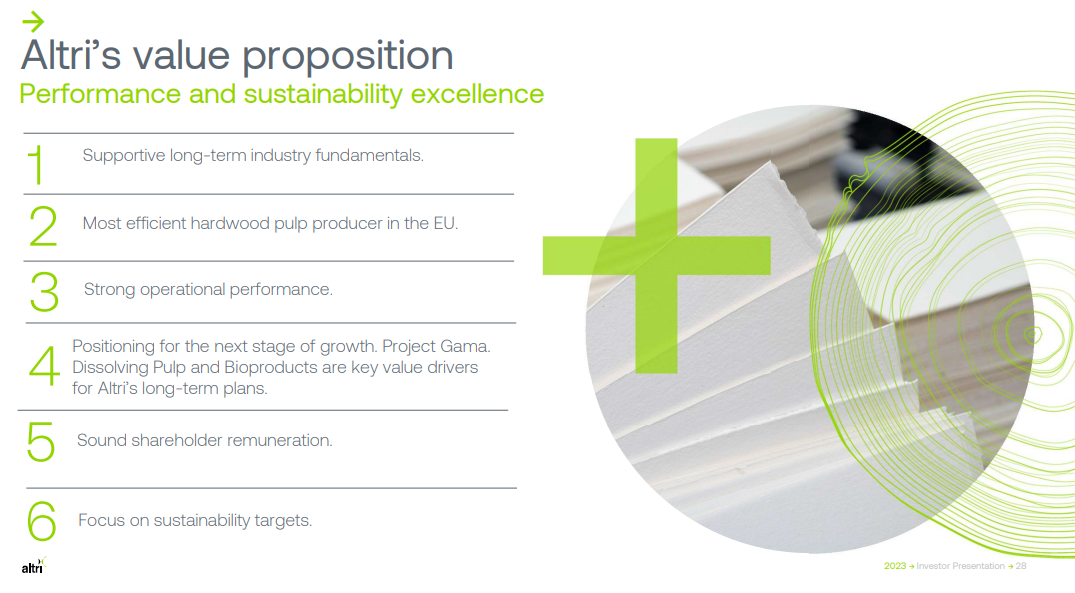 →
Altri's value proposition
Performance and sustainability excellence
1 Supportive long-term industry fundamentals.
2 Most efficient hardwood pulp producer in the EU.
3 Strong operational performance.
4 Positioning for the next stage of growth. Project Gama.
Dissolving Pulp and Bioproducts are key value drivers
for Altri's long-term plans.
5 Sound shareholder remuneration.
6 Focus on sustainability targets.
altri
2023 → Investor Presentation → 28